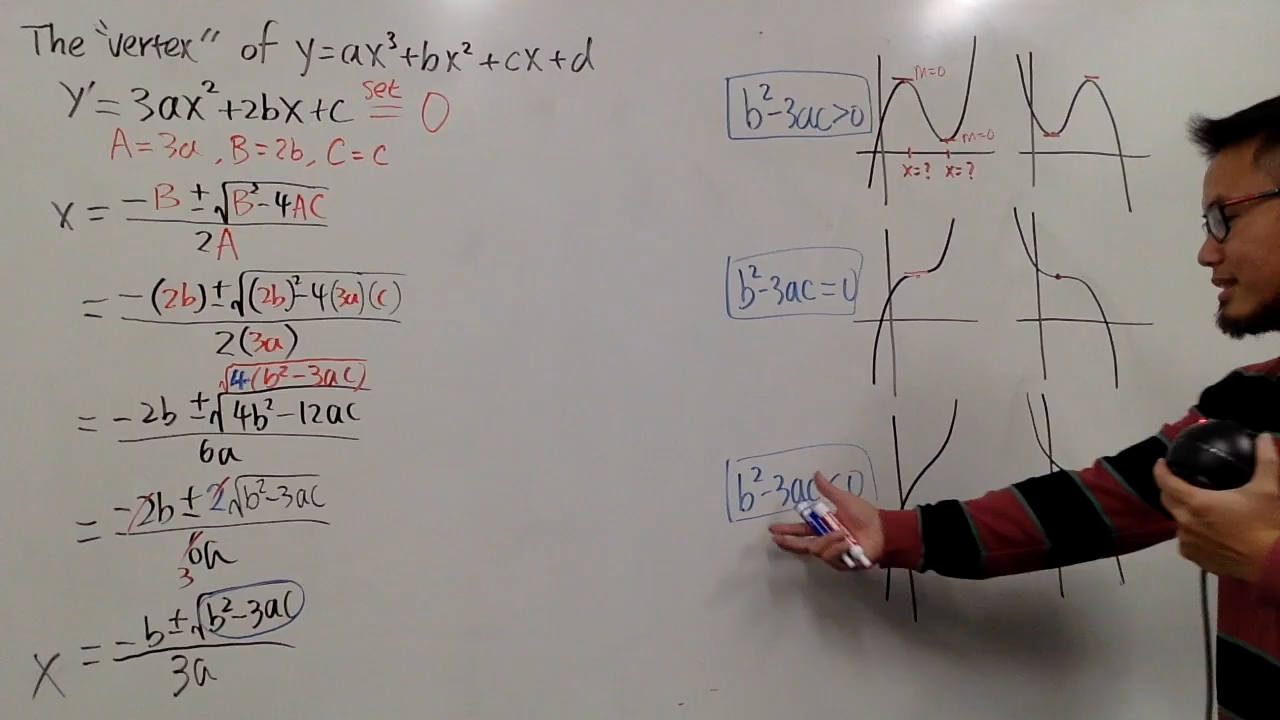 The "vertex" of y=ax³+bx²+cx+d
y'=3ax²+2bx+c set = 0
A=3a, B=2b, C=c
x = (-B ± √(B²-4AC)) / 2A
= (-(2b) ± √((2b)²-4(3a)(c))) / 2(3a)
√(4(b²-3ac))
= (-2b ± √(4b²-12ac)) / 6a
= (-2b ± 2√(b²-3ac)) / 6a
3
x = (-b ± √(b²-3ac)) / 3a
b²-3ac>0
m=0
m=0
x=? x=?
b²-3ac=0
b²-3ac<0